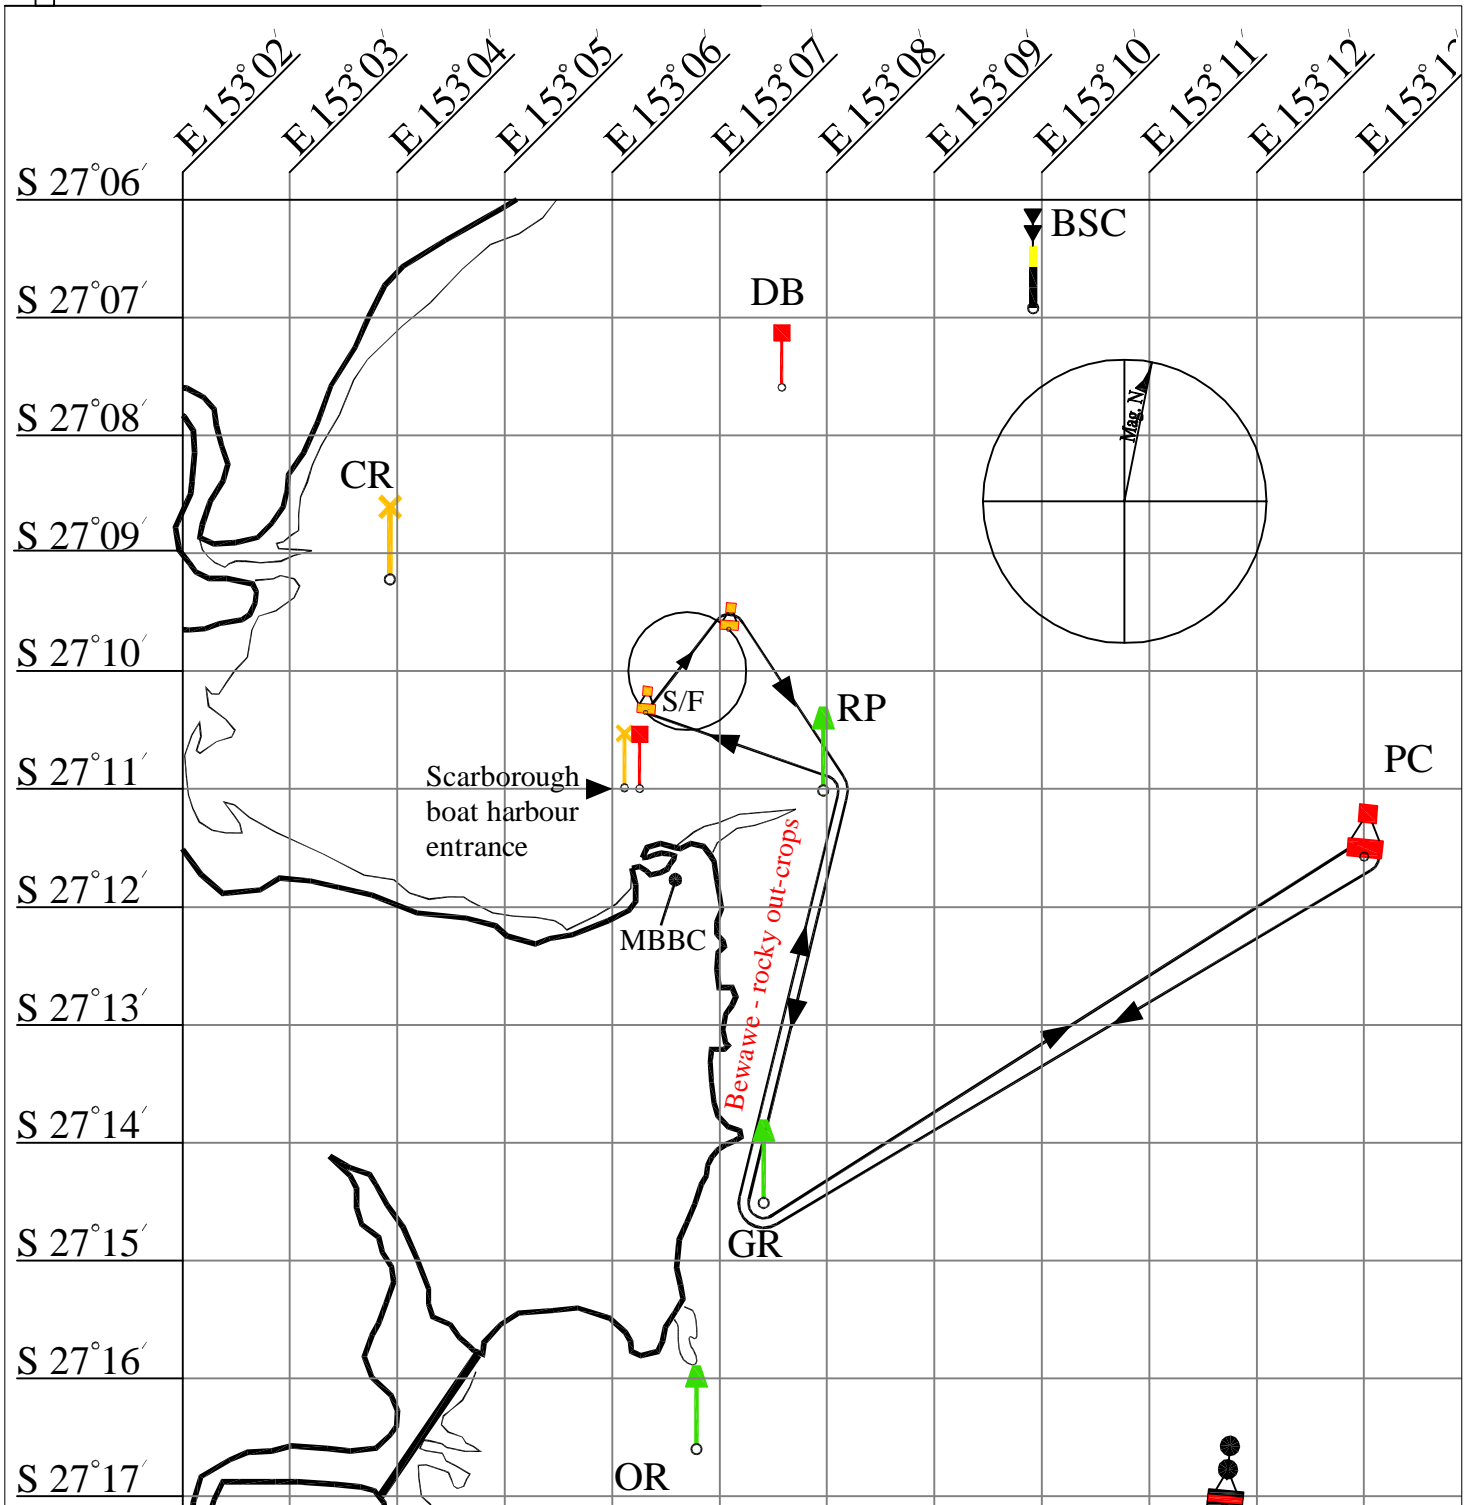 E 153°02′
E 153°03′
E 153°04′
E 153°05′
E 153°06′
E 153°07′
E 153°08′
E 153°09′
E 153°10′
E 153°11′
E 153°12′
S 27°06′
BSC
S 27°07′
DB
Mag. N
S 27°08′
CR
S 27°09′
S 27°10′
S/F
RP
PC
S 27°11′
Scarborough
boat harbour
entrance
Bewawe - rocky out-crops
S 27°12′
MBBC
S 27°13′
S 27°14′
GR
S 27°15′
S 27°16′
OR
S 27°17′